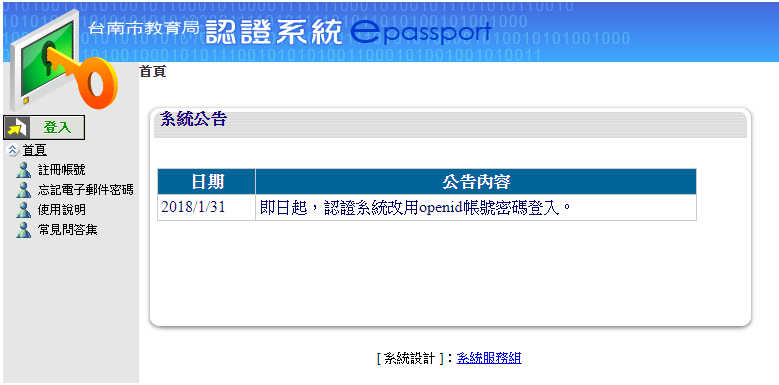 台南市教育局 認證系統 epassport
首頁
登入
首頁
註冊帳號
忘記電子郵件密碼
使用說明
常見問答集
系統公告
日期 公告內容
2018/1/31 即日起，認證系統改用openid帳號密碼登入。
[ 系統設計 ]：系統服務組